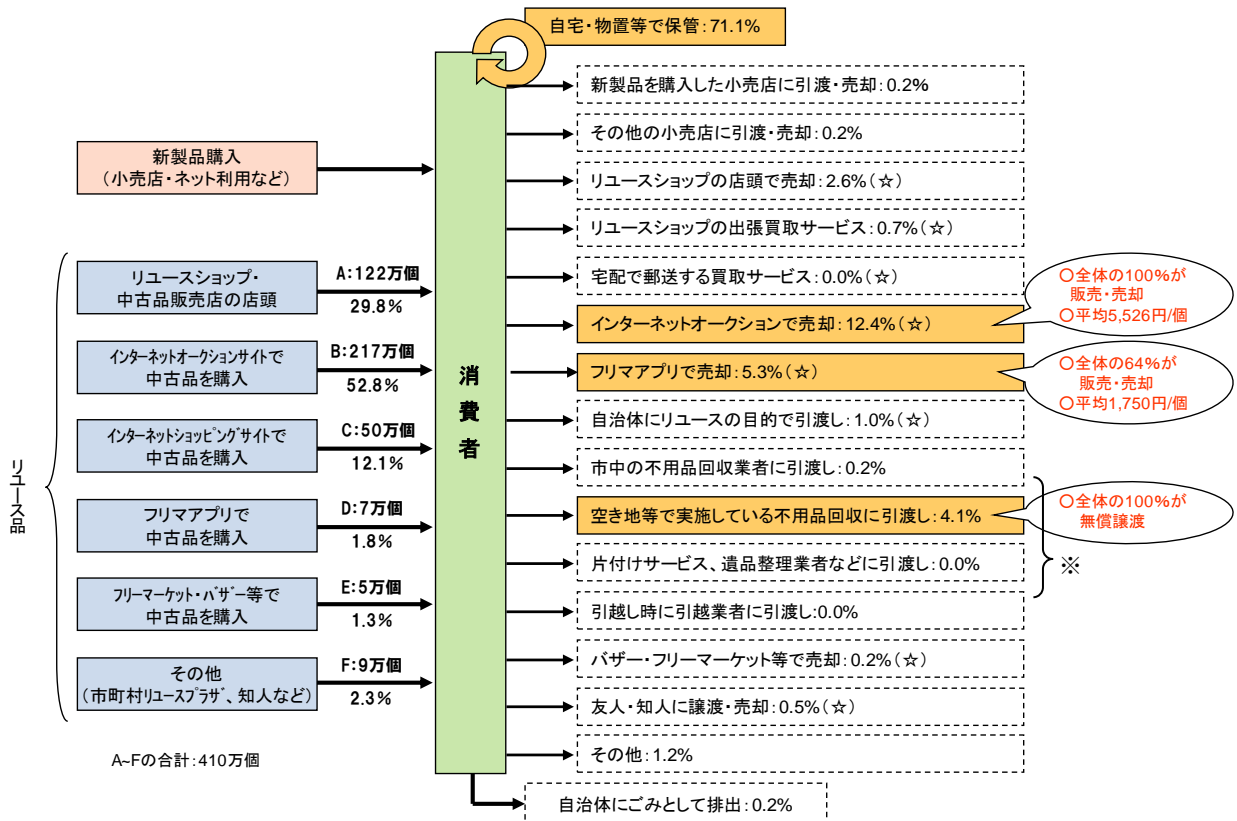 自宅・物置等で保管：71.1%
新製品を購入した小売店に引渡・売却：0.2%
その他の小売店に引渡・売却：0.2%
新製品購入
（小売店・ネット利用など）
リユースショップの店頭で売却：2.6%（☆）
リユースショップの出張買取サービス：0.7%（☆）
リユース品
リユースショップ・
中古品販売店の店頭
A：122万個
29.8%
宅配で郵送する買取サービス：0.0%（☆）
○全体の100%が
販売・売却
○平均5,526円/個
インターネットオークションで売却：12.4%（☆）
インターネットオークションサイトで
中古品を購入
B：217万個
52.8%
消費者
フリマアプリで売却：5.3%（☆）
○全体の64%が
販売・売却
○平均1,750円/個
自治体にリユースの目的で引渡し：1.0%（☆）
インターネットショッピングサイトで
中古品を購入
C：50万個
12.1%
市中の不用品回収業者に引渡し：0.2%
空き地等で実施している不用品回収に引渡し：4.1%
○全体の100%が
無償譲渡
フリマアプリで
中古品を購入
D：7万個
1.8%
片付けサービス、遺品整理業者などに引渡し：0.0%
※
フリーマーケット・バザー等で
中古品を購入
E：5万個
1.3%
引越し時に引越業者に引渡し：0.0%
バザー・フリーマーケット等で売却：0.2%（☆）
その他
（市町村リユースプラザ、知人など）
F：9万個
2.3%
友人・知人に譲渡・売却：0.5%（☆）
その他：1.2%
A~Fの合計：410万個
自治体にごみとして排出：0.2%